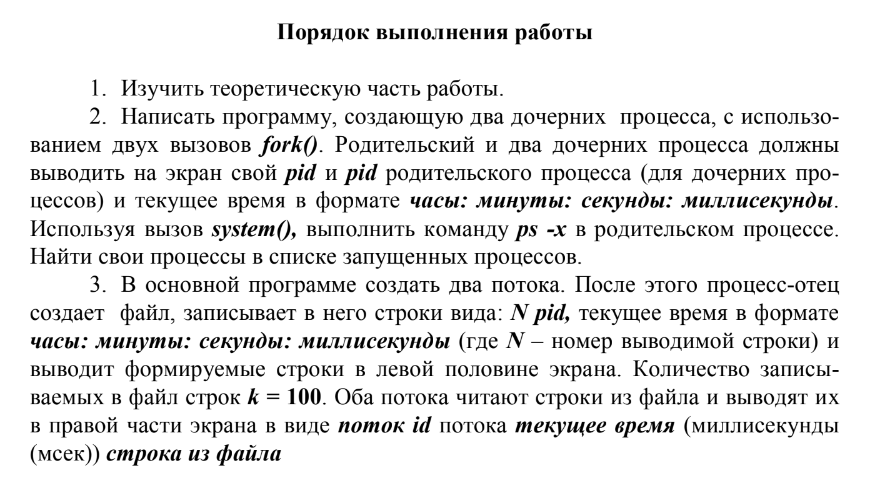 Порядок выполнения работы
1. Изучить теоретическую часть работы.
2. Написать программу, создающую два дочерних процесса, с использо-
ванием двух вызовов fork(). Родительский и два дочерних процесса должны
выводить на экран свой pid и pid родительского процесса (для дочерних про-
цессов) и текущее время в формате часы: минуты: секунды: миллисекунды.
Используя вызов system(), выполнить команду ps -x в родительском процессе.
Найти свои процессы в списке запущенных процессов.
3. В основной программе создать два потока. После этого процесс-отец
создает файл, записывает в него строки вида: N pid, текущее время в формате
часы: минуты: секунды: миллисекунды (где N – номер выводимой строки) и
выводит формируемые строки в левой половине экрана. Количество записы-
ваемых в файл строк k = 100. Оба потока читают строки из файла и выводят их
в правой части экрана в виде поток id потока текущее время (миллисекунды
(мсек)) строка из файла